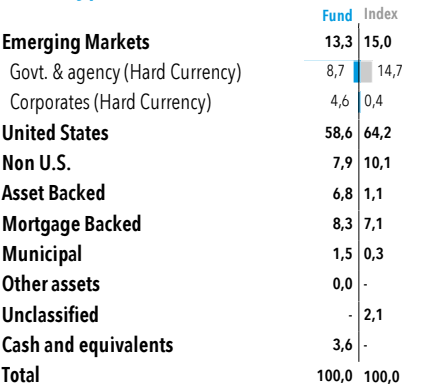 Fund Index
Emerging Markets 13,3 15,0
Govt. & agency (Hard Currency) 8,7 14,7
Corporates (Hard Currency) 4,6 0,4
United States 58,6 64,2
Non U.S. 7,9 10,1
Asset Backed 6,8 1,1
Mortgage Backed 8,3 7,1
Municipal 1,5 0,3
Other assets 0,0 -
Unclassified - 2,1
Cash and equivalents 3,6 -
Total 100,0 100,0